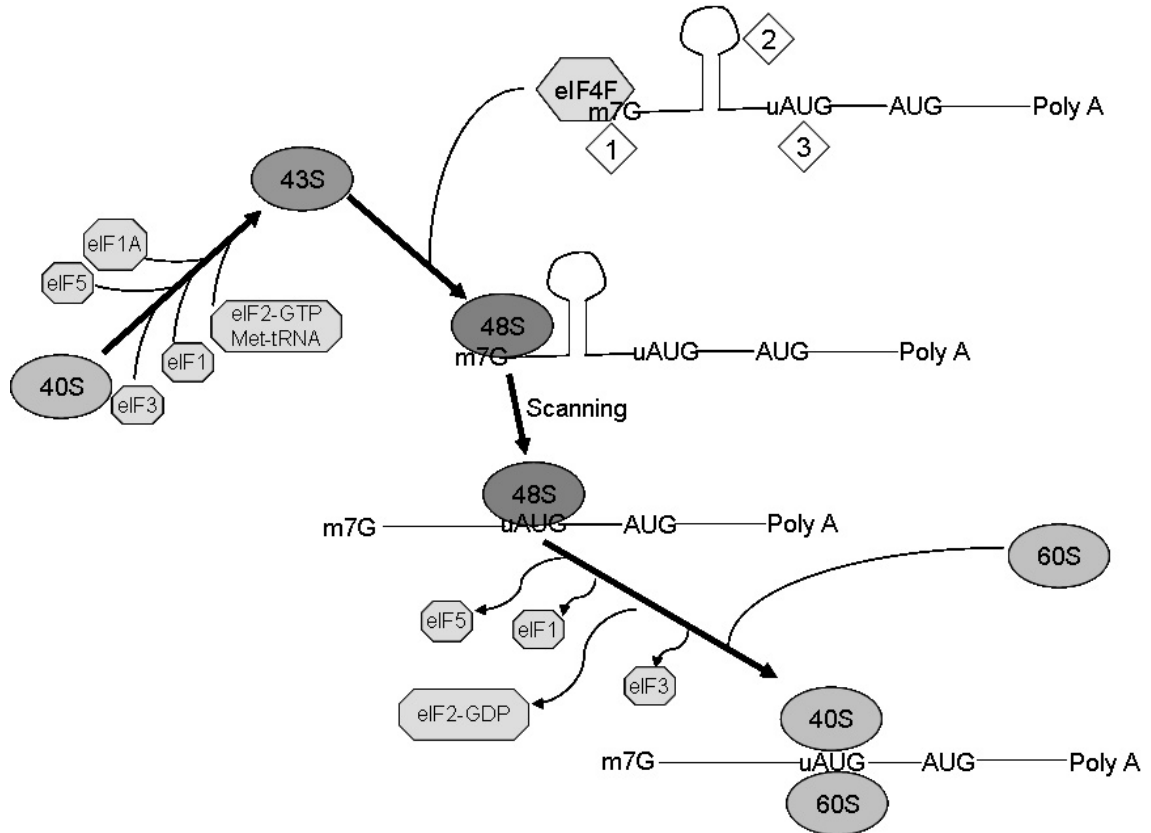 2
eIF4F
m7G
uAUG
AUG
Poly A
1
3
43S
eIF1A
eIF5
eIF2-GTP
Met-tRNA
eIF1
40S
eIF3
48S
m7G
uAUG
AUG
Poly A
Scanning
48S
m7G
uAUG
AUG
Poly A
60S
eIF5
eIF1
eIF3
eIF2-GDP
40S
m7G
uAUG
AUG
Poly A
60S